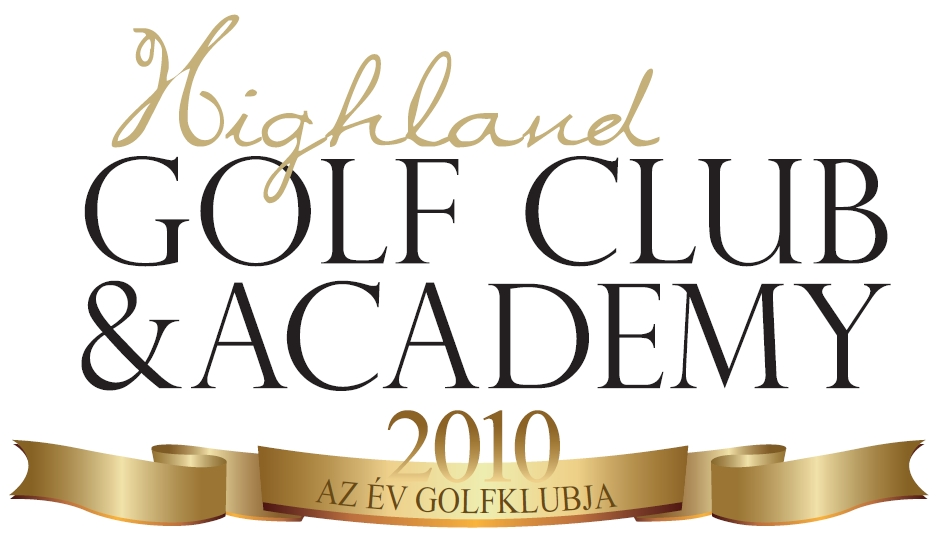 Highland
GOLF CLUB
&ACADEMY
2010
AZ ÉV GOLFKLUBJA